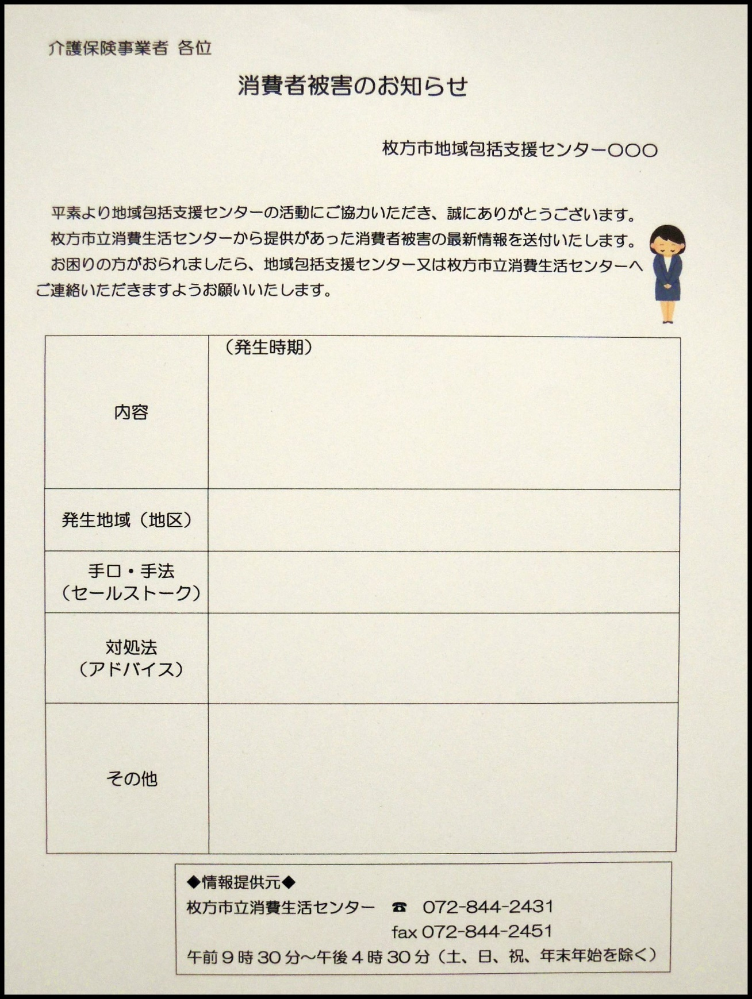 介護保険事業者 各位
消費者被害のお知らせ
枚方市地域包括支援センター〇〇〇
平素より地域包括支援センターの活動にご協力いただき、誠にありがとうございます。
枚方市立消費生活センターから提供があった消費者被害の最新情報を送付いたします。
お困りの方がおられましたら、地域包括支援センター又は枚方市立消費生活センターへ
ご連絡いただきますようお願いいたします。
（発生時期）
内容
発生地域（地区）
手口・手法
（セールストーク）
対処法
（アドバイス）
その他
◆情報提供元◆
枚方市立消費生活センター ☎ 072-844-2431
fax 072-844-2451
午前9時30分～午後4時30分（土、日、祝、年末年始を除く）